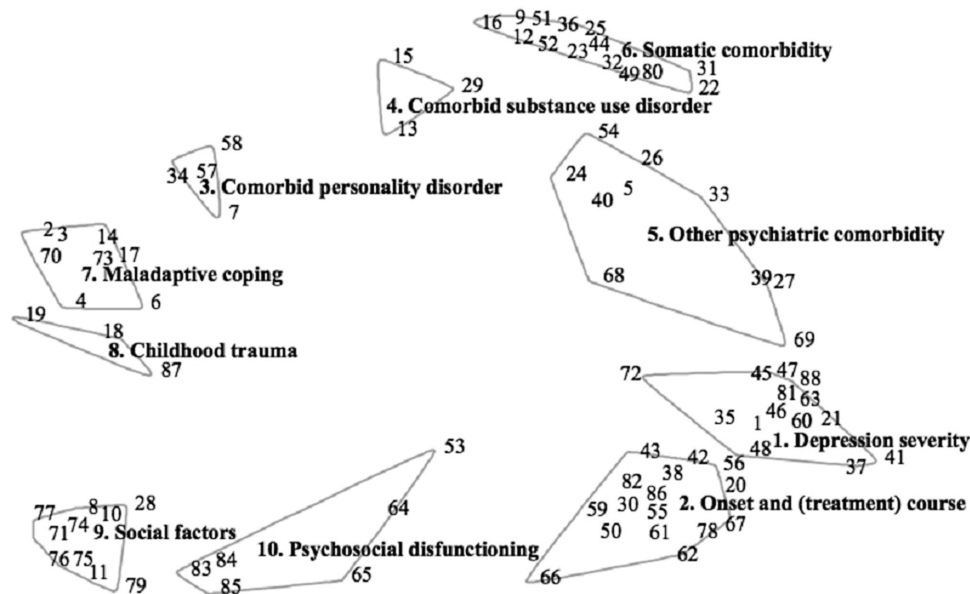 16 9 51 36 25
12 52 23 44 6. Somatic comorbidity
32 49 80 31
22
15
29
4. Comorbid substance use disorder
13
54
58
26
34 57 24 5 33
3. Comorbid personality disorder
40
7
2 3 14
70 73 17 5. Other psychiatric comorbidity
7. Maladaptive coping
68 39 27
4 6
19
18
8. Childhood trauma
69
87
72 45 47 88
81 63
35 1 46 60 21
48 1. Depression severity
37 41
53
43 42 56
82 38 20
28
77 8 10 64 59 30 86 2. Onset and (treatment) course
71 74 9. Social factors 50 55 61 78 67
76 75 10. Psychosocial disfunctioning 62
11 83 84 65 66
79 85